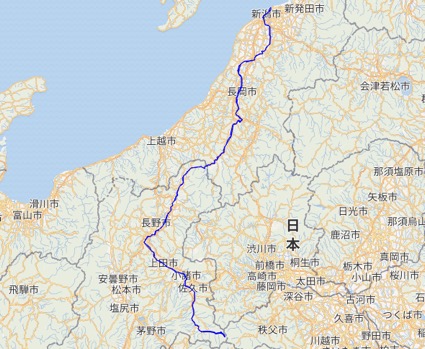 新発田市
新潟市
会津若松市
長岡市
上越市
那須塩原市
滑川市
矢板市
富山市
日光市
那須烏山
長野市
日本
鹿沼市
渋川市
真岡市
上田市
前橋市
桐生市
栃木市
小諸市
高崎市
小山市
桜川市
安曇野市
佐久市
藤岡市
太田市
飛騨市
松本市
深谷市
古河市
塩尻市
久喜市
つくば市
茅野市
秩父市
野田市
川越市